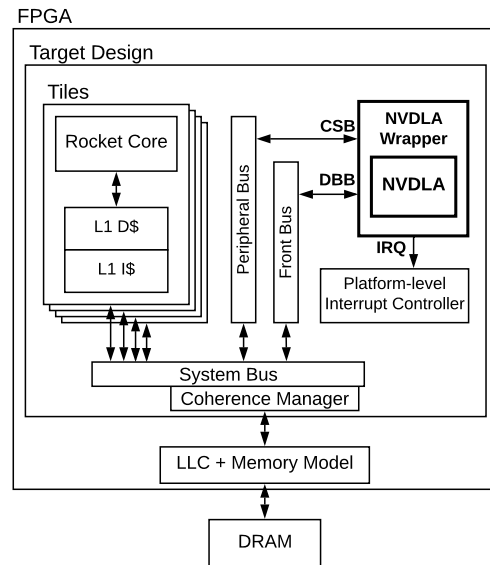 FPGA
Target Design
Tiles
Rocket Core
L1 D$
L1 I$
Peripheral Bus
Front Bus
CSB
DBB
NVDLA
Wrapper
NVDLA
IRQ
Platform-level
Interrupt Controller
System Bus
Coherence Manager
LLC + Memory Model
DRAM